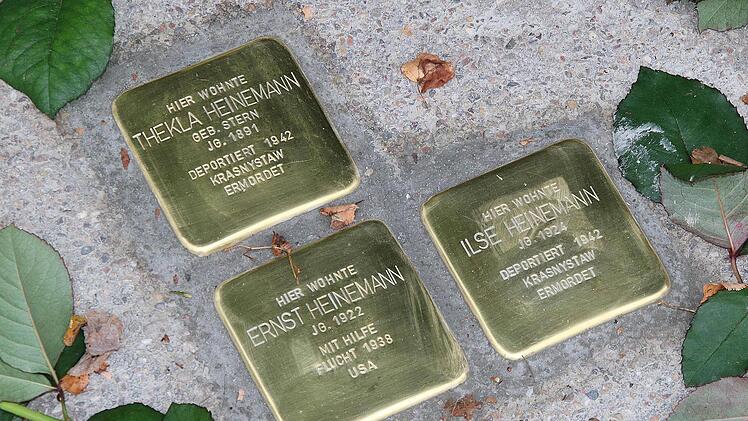 HIER WOHNTE
THEKLA HEINEMANN
GEB. STERN
JG. 1891
DEPORTIERT 1942
KRASNYSTAW
ERMORDET
HIER WOHNTE
ERNST HEINEMANN
JG. 1922
MIT HILFE
FLUCHT 1938
USA
HIER WOHNTE
ILSE HEINEMANN
JG. 1924
DEPORTIERT 1942
KRASNYSTAW
ERMORDET